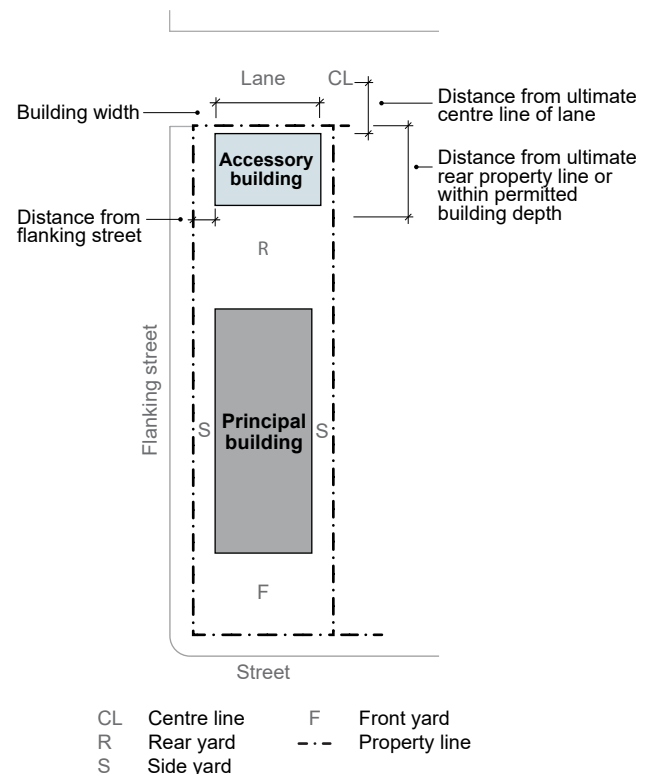 Lane
CL
Building width
Distance from ultimate
centre line of lane
Accessory
building
Distance from ultimate
rear property line or
within permitted
building depth
Distance from
flanking street
R
Flanking street
S
Principal
building
S
F
Street
CL Centre line
R Rear yard
S Side yard
F Front yard
Property line